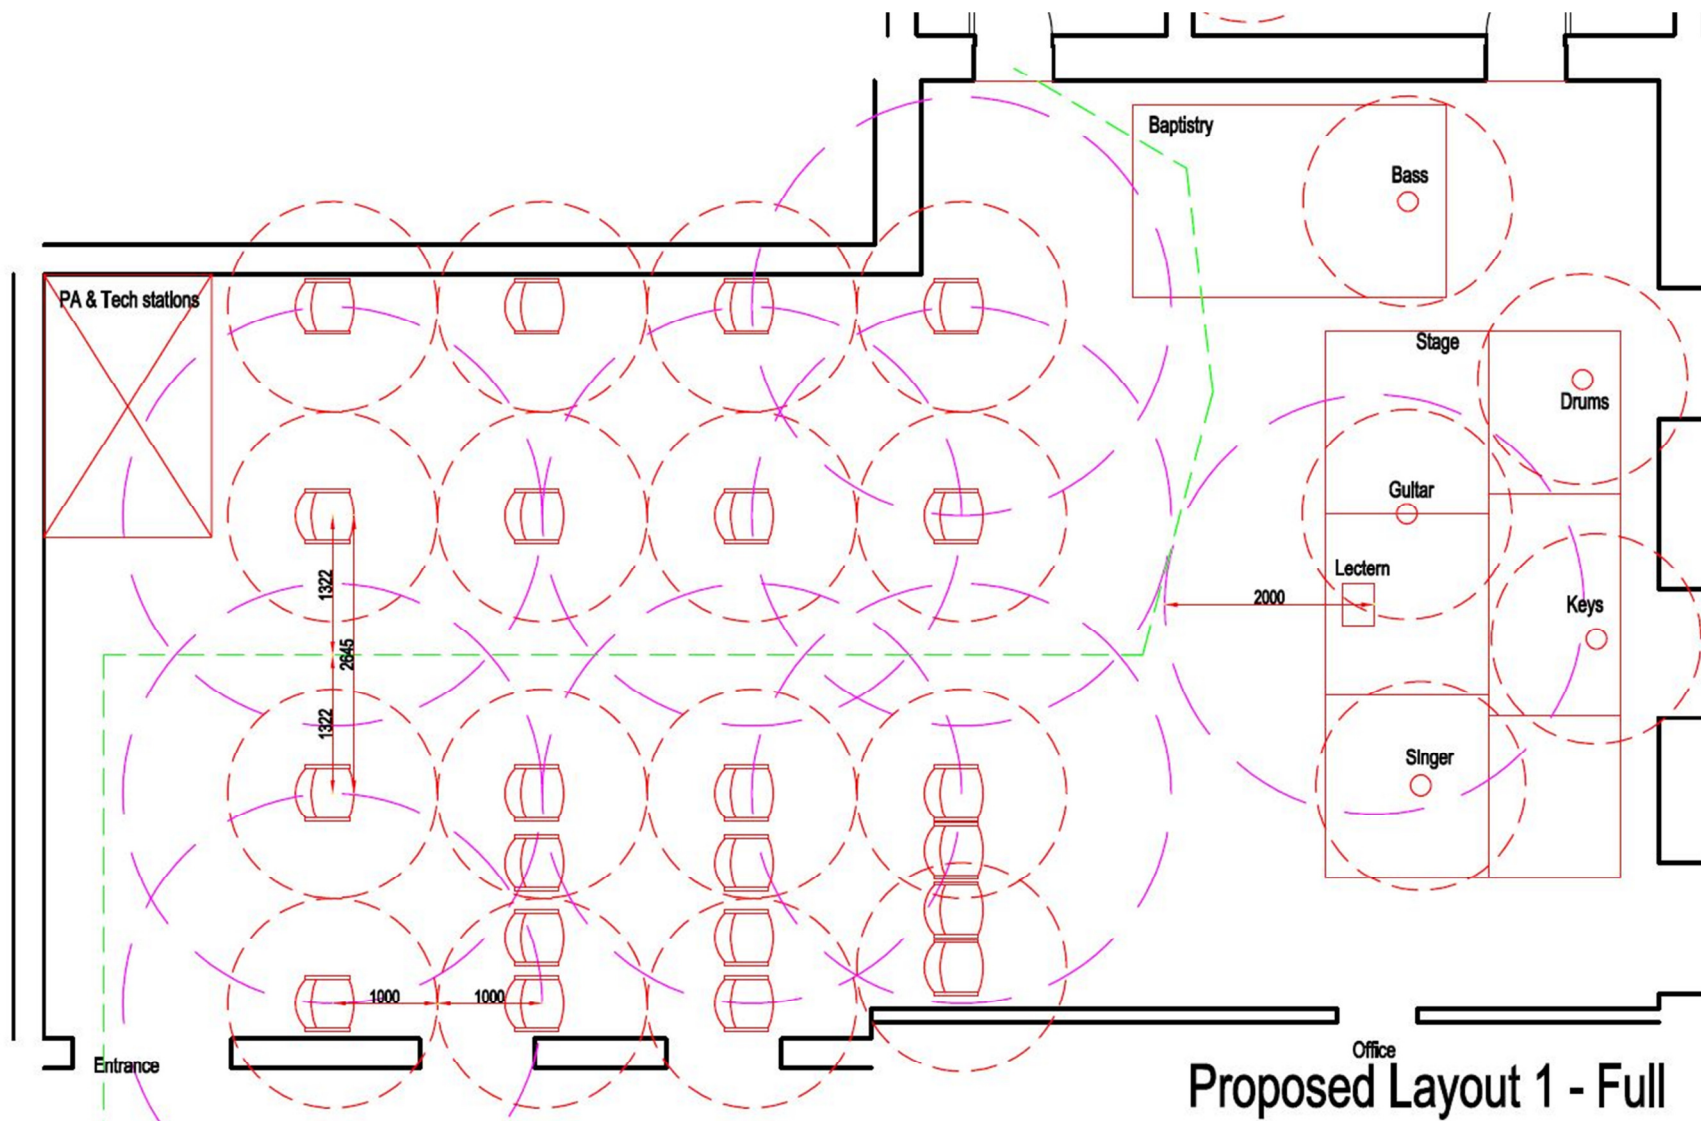 Baptistry
Bass
PA & Tech stations
Stage
Drums
Guitar
Lectern
1322
2000
Keys
2645
1322
Singer
1000
1000
Office
Entrance
Proposed Layout 1 - Full